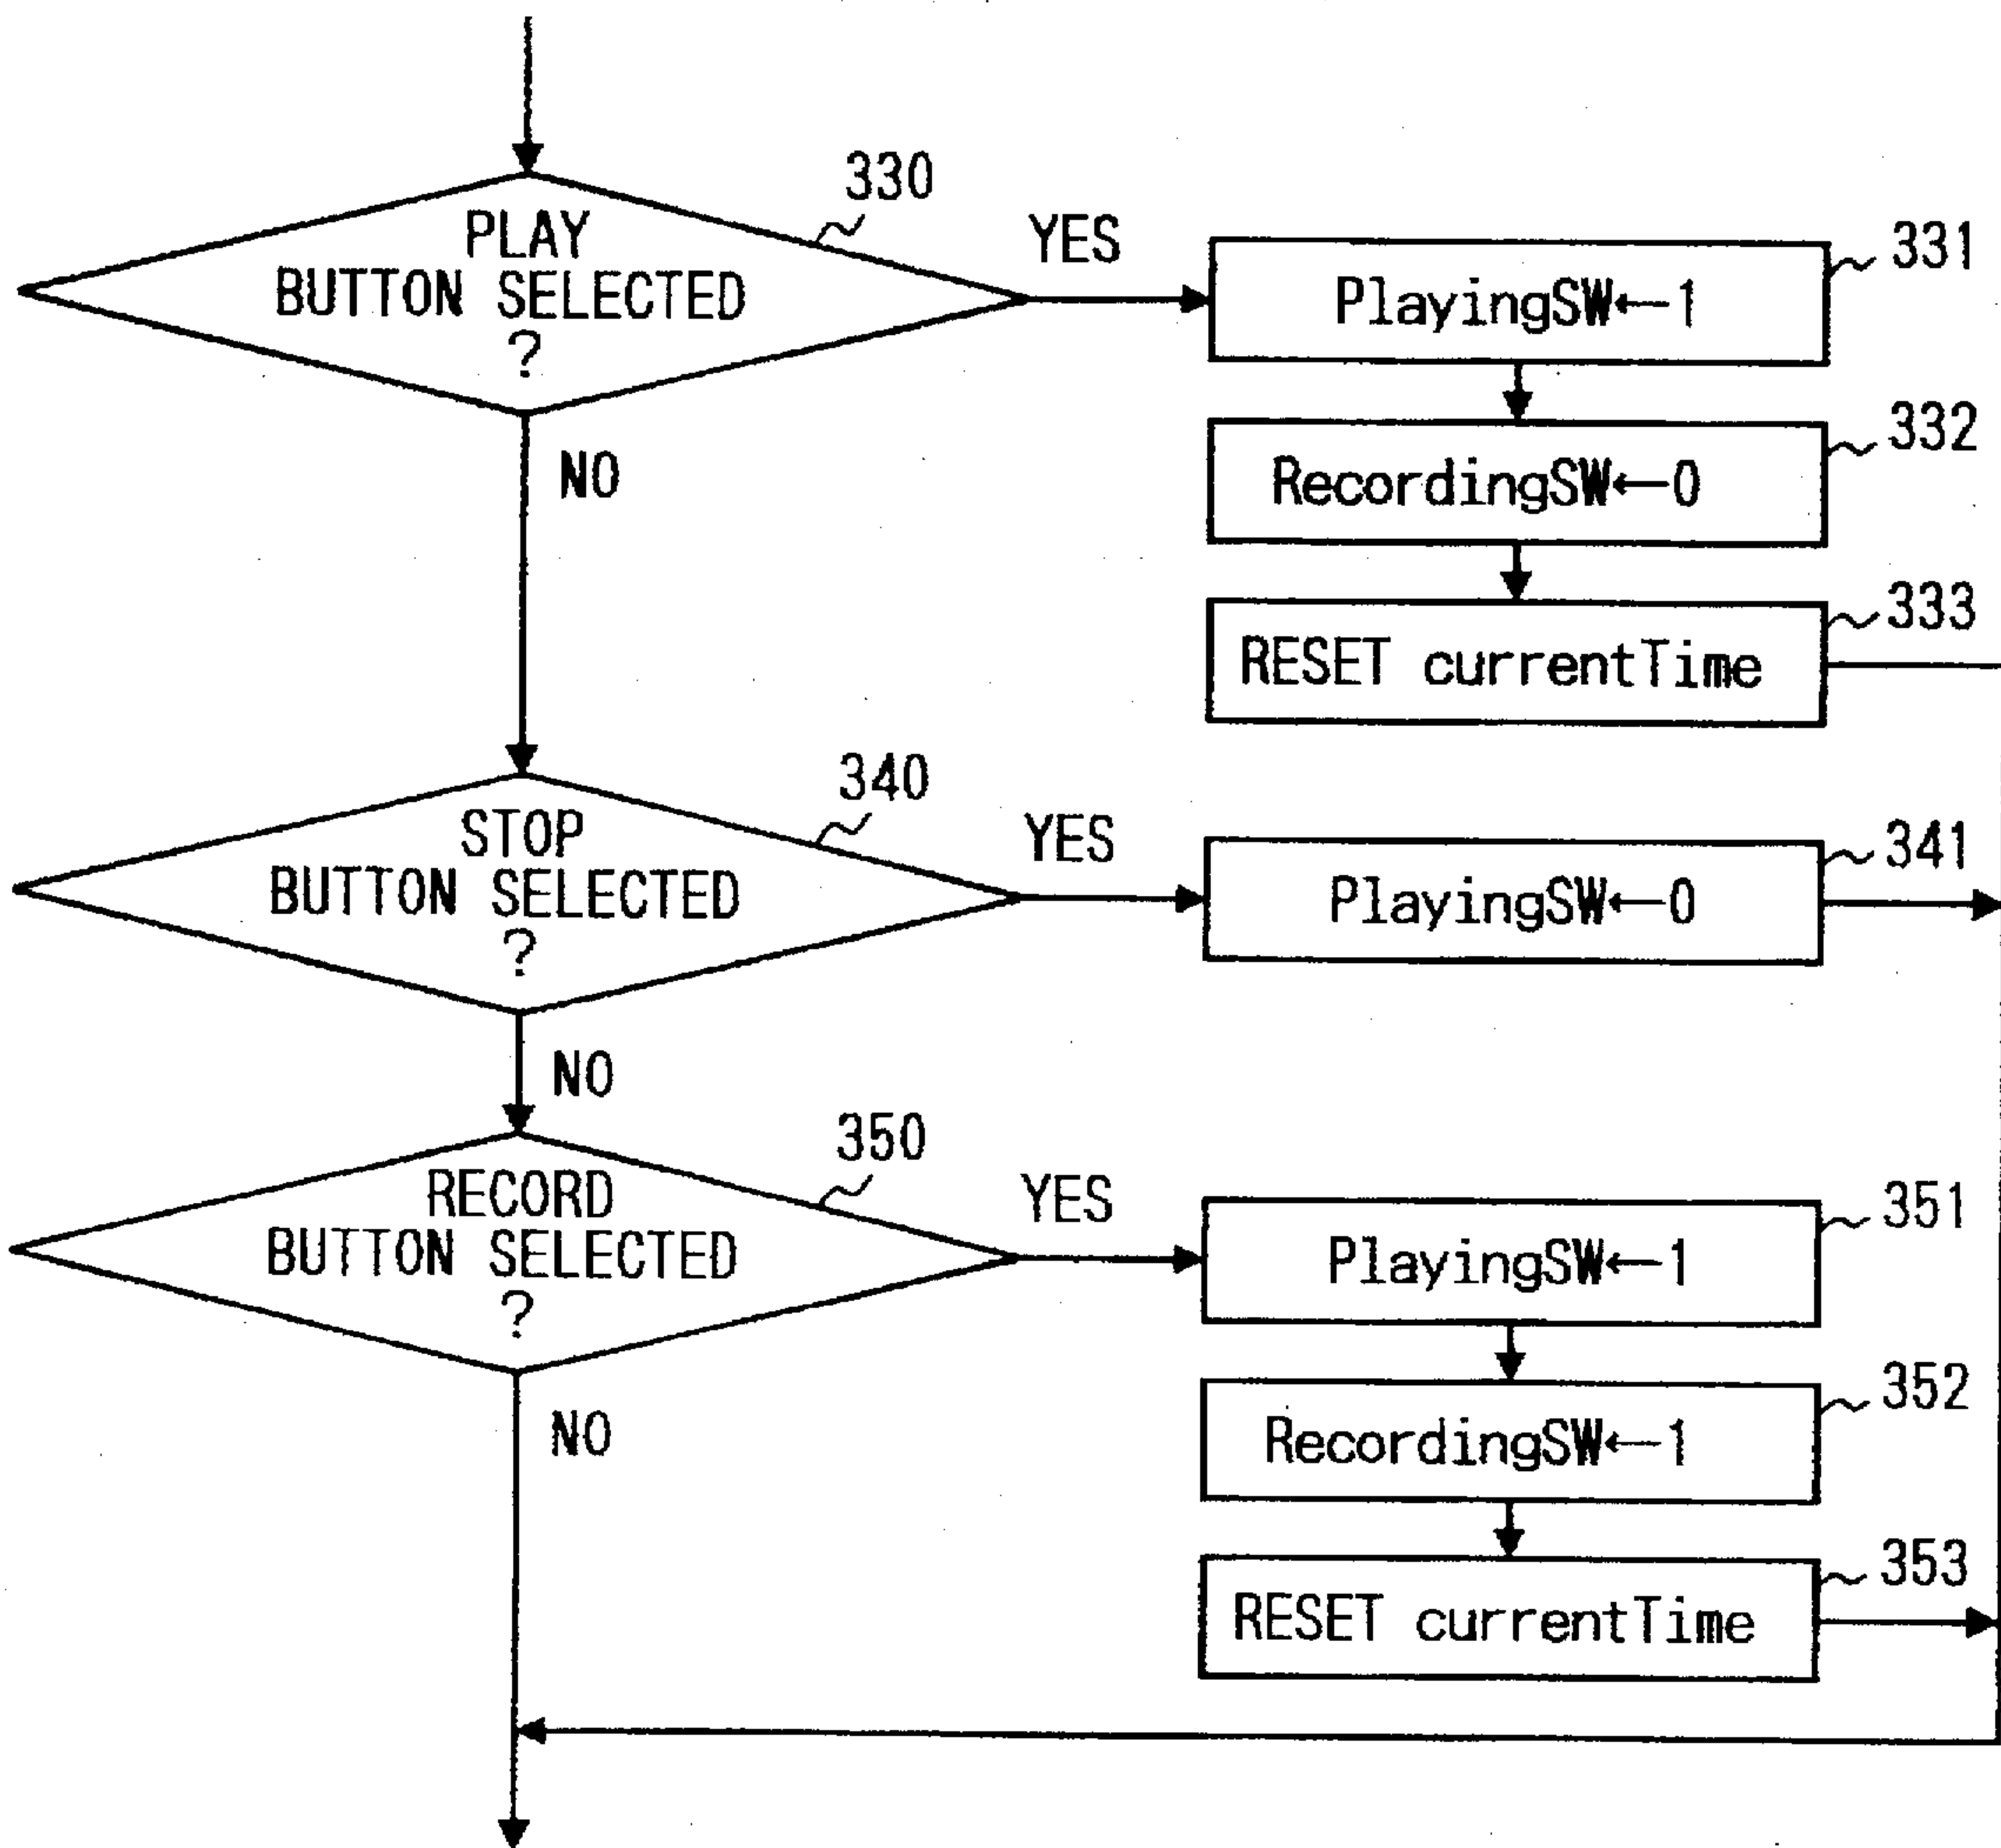 330
PLAY
BUTTON SELECTED
?
YES
NO
331
PlayingSW←1
332
RecordingSW←0
333
RESET currentTime
340
STOP
BUTTON SELECTED
?
YES
NO
341
PlayingSW←0
350
RECORD
BUTTON SELECTED
?
YES
NO
351
PlayingSW←1
352
RecordingSW←1
353
RESET currentTime